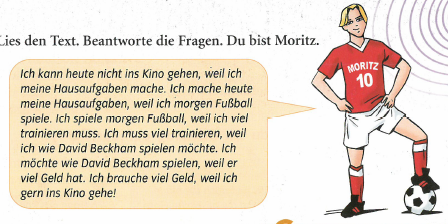 Lies den Text. Beantworte die Fragen. Du bist Moritz.
Ich kann heute nicht ins Kino gehen, weil ich
meine Hausaufgaben mache. Ich mache heute
meine Hausaufgaben, weil ich morgen Fußball
spiele. Ich spiele morgen Fußball, weil ich viel
trainieren muss. Ich muss viel trainieren, weil
ich wie David Beckham spielen möchte. Ich
möchte wie David Beckham spielen, weil er
viel Geld hat. Ich brauche viel Geld, weil ich
gern ins Kino gehe!
MORITZ
10